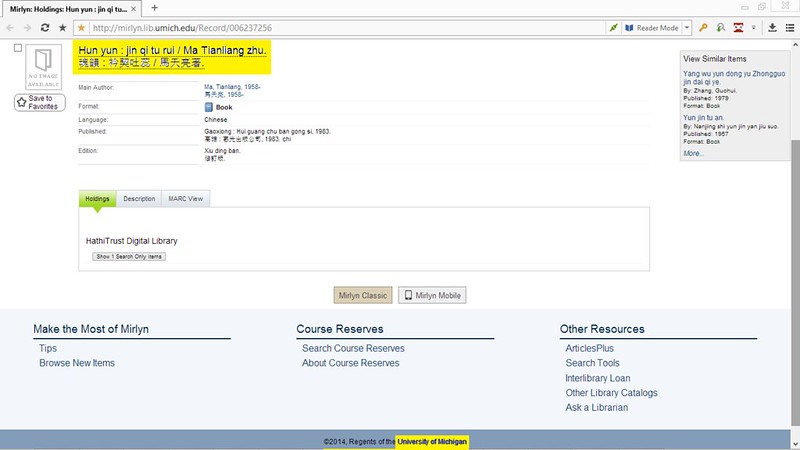 Mirlyn: Holdings: Hun yun : jin qi t...
http://mirlyn.lib.umich.edu/Record/006237256
Reader Mode
Hun yun : jin qi tu rui / Ma Tianliang zhu.
魂韻 : 衿契吐蕊 / 馬天亮著.
NO IMAGE
AVAILABLE
Save to
Favorites
Main Author:
Ma, Tianliang, 1958-
馬天亮, 1958-
Format:
Book
Language:
Chinese
Published:
Gaoxiong : Hui guang chu ban gong si, 1983.
高雄 : 惠光出版公司, 1983. chi
Edition:
Xiu ding ban.
修訂版.
View Similar Items
Yang wu yun dong yu Zhongguo
jin dai qi ye.
By: Zhang, Guohui.
Published: 1979
Format: Book
Yun jin tu an.
By: Nanjing shi yun jin yan jiu suo.
Published: 1957
Format: Book
More...
Holdings
Description
MARC View
HathiTrust Digital Library
Show 1 Search Only items
Mirlyn Classic
Mirlyn Mobile
Make the Most of Mirlyn
Tips
Browse New Items
Course Reserves
Search Course Reserves
About Course Reserves
Other Resources
ArticlesPlus
Search Tools
Interlibrary Loan
Other Library Catalogs
Ask a Librarian
©2014, Regents of the University of Michigan